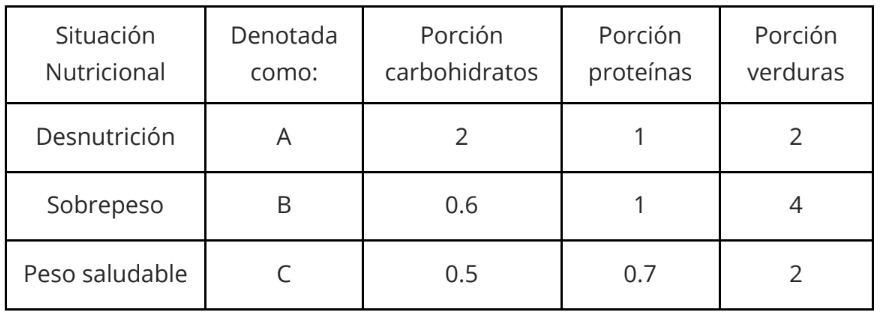 Situación Nutricional | Denotada como: | Porción carbohidratos | Porción proteínas | Porción verduras
Desnutrición | A | 2 | 1 | 2
Sobrepeso | B | 0.6 | 1 | 4
Peso saludable | C | 0.5 | 0.7 | 2